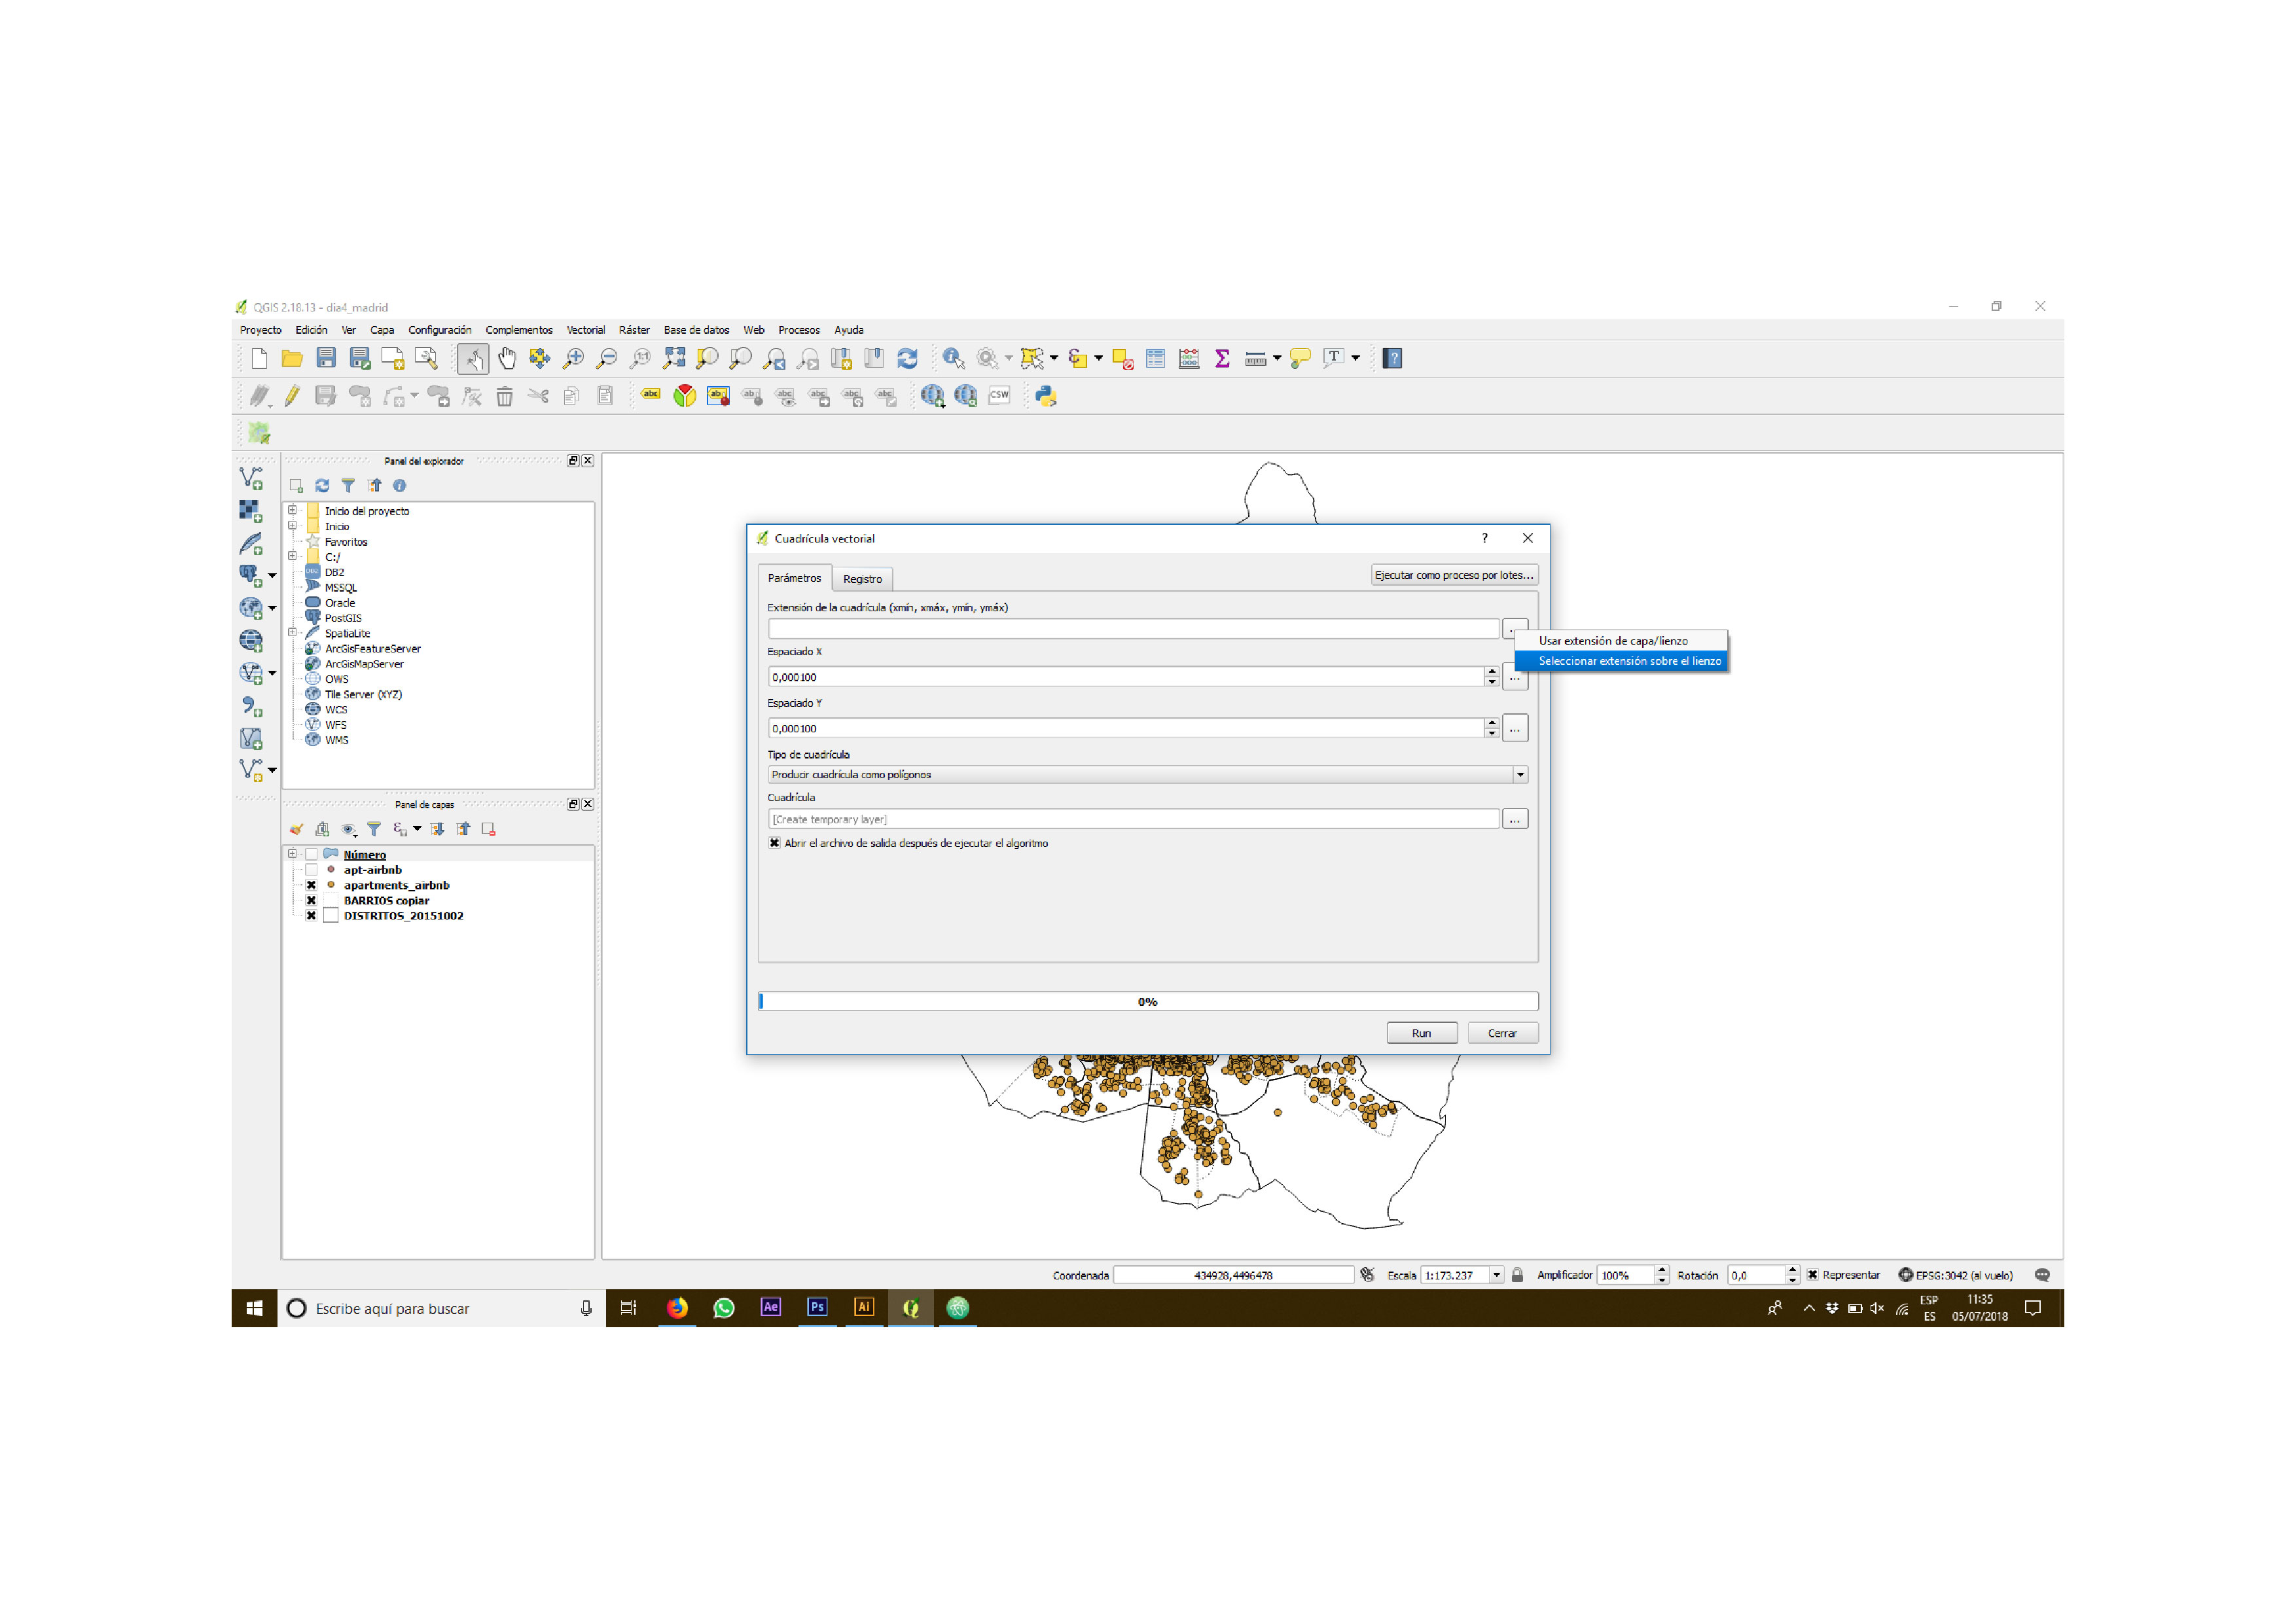 QGIS 2.18.13 - dia4_madrid
Proyecto Edición Ver Capa Configuración Complementos Vectorial Ráster Base de datos Web Procesos Ayuda
CSW
Panel del explorador
Inicio del proyecto
Inicio
Favoritos
C:/
DB2
MSSQL
Oracle
PostGIS
SpatiaLite
ArcGisFeatureServer
ArcGisMapServer
OWS
Tile Server (XYZ)
WCS
WFS
WMS
Panel de capas
Número
apt-airbnb
apartments_airbnb
BARRIOS copiar
DISTRITOS_20151002
Cuadrícula vectorial
?
Parámetros Registro Ejecutar como proceso por lotes...
Extensión de la cuadrícula (xmín, xmáx, ymín, ymáx)
...
Usar extensión de capa/lienzo
Seleccionar extensión sobre el lienzo
Espaciado X
0,000100 ...
Espaciado Y
0,000100 ...
Tipo de cuadrícula
Producir cuadrícula como polígonos
Cuadrícula
[Create temporary layer] ...
Abrir el archivo de salida después de ejecutar el algoritmo
0%
Run Cerrar
Coordenada 434928,4496478 Escala 1:173.237 Amplificador 100% Rotación 0,0 Representar EPSG:3042 (al vuelo)
Escribe aquí para buscar Ae Ps Ai
ESP
ES
11:35
05/07/2018